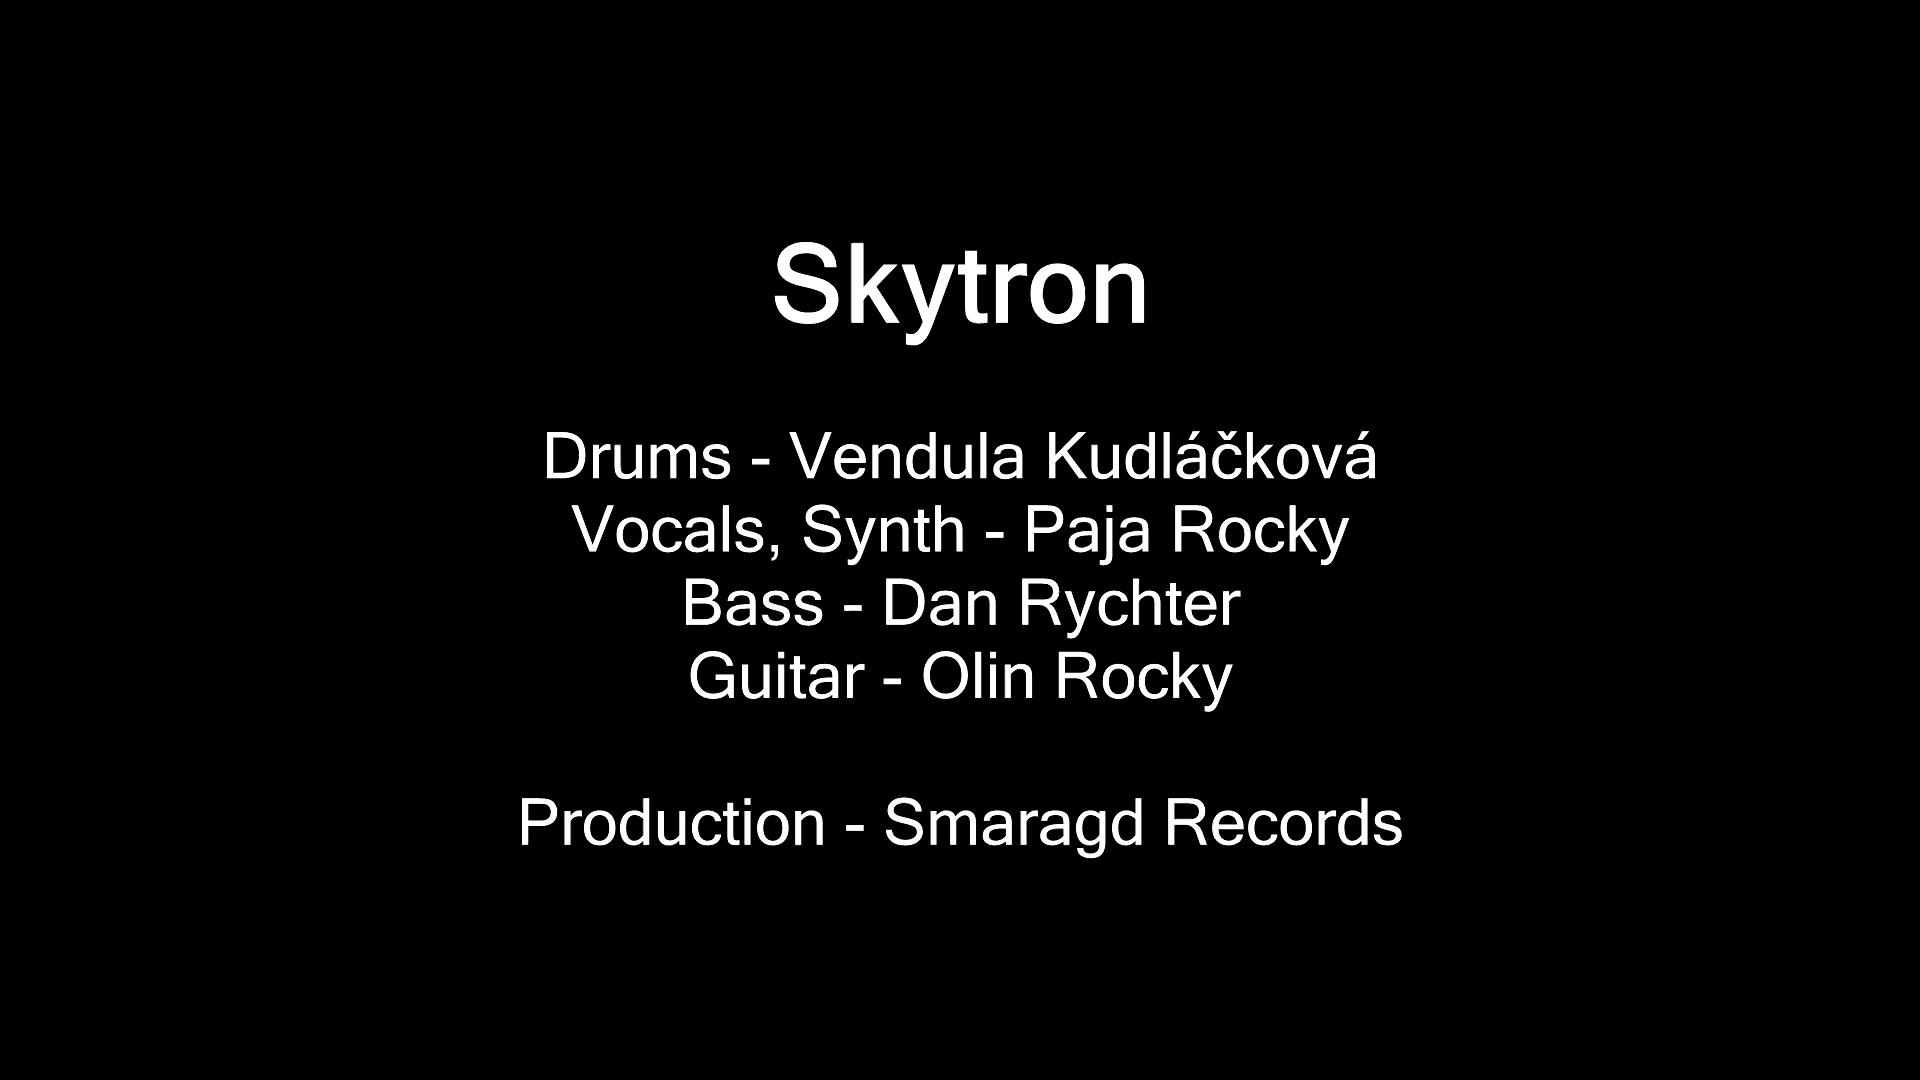 Skytron
Drums - Vendula Kudláčková
Vocals, Synth - Paja Rocky
Bass - Dan Rychter
Guitar - Olin Rocky
Production - Smaragd Records